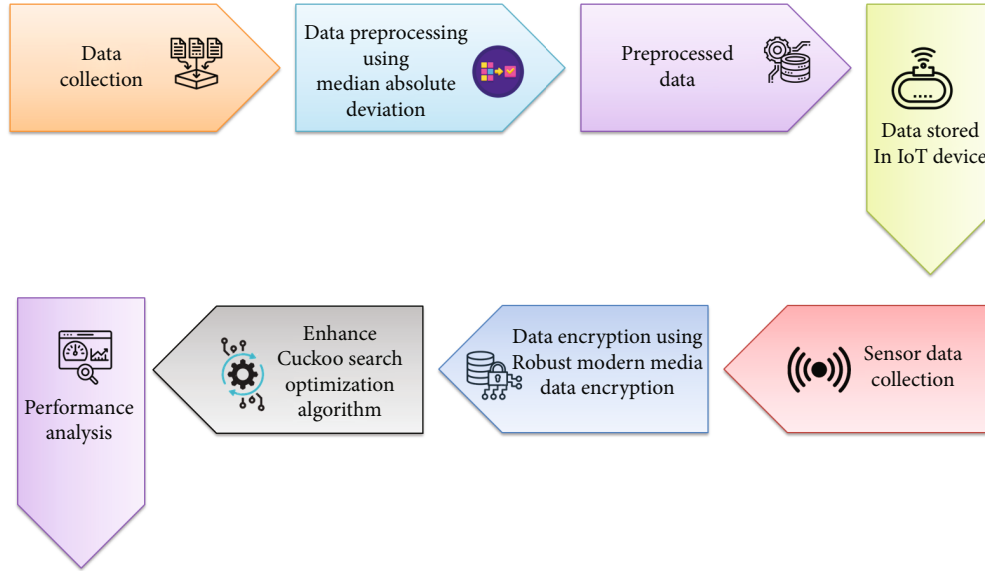 Data
collection
Data preprocessing
using
median absolute
deviation
Preprocessed
data
Data stored
In IoT device
Sensor data
collection
Data encryption using
Robust modern media
data encryption
Enhance
Cuckoo search
optimization
algorithm
Performance
analysis